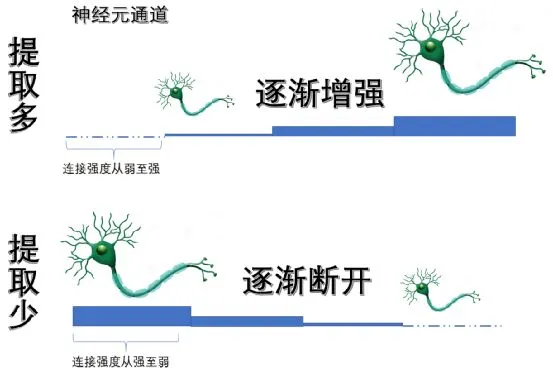 神经元通道
提取多
逐渐增强
连接强度从弱至强
提取少
逐渐断开
连接强度从强至弱